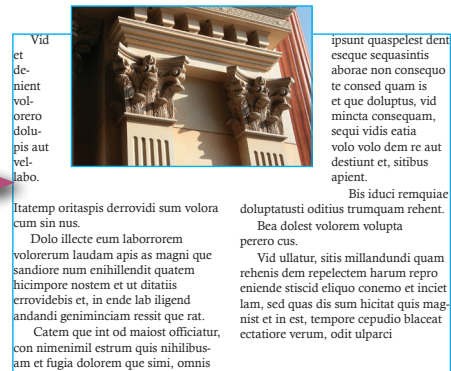 Vid
et
de-
nient
vol-
orero
dolu-
pis aut
vel-
labo.
Itatemp oritaspis derrovidi sum volora
cum sin nus.
Dolo illecte eum laborrorem
volorerum laudam apis as magni que
sandiore num enihillendit quatem
hicimpore nostem et ut ditatiis
errovidebis et, in ende lab iligend
andandi geniminciam ressit que rat.
Catem que int od maiost officiatur,
con nimenimil estrum quis nihilibus-
am et fugia dolorem que simi, omnis
ipsunt quaspelest dent
eseque sequasintis
aborae non consequo
te consed quam is
et que doluptus, vid
mincta consequam,
sequi vidis eatia
volo volo dem re aut
destiunt et, sitibus
apient.
Bis iduci remquiae
doluptatusti oditius trumquam rehent.
Bea dolest volorem volupta
perero cus.
Vid ullatur, sitis millandundi quam
rehenis dem repelectem harum repro
eniende stiscid eliquo conemo et inciet
lam, sed quas dis sum hicitat quis mag-
nist et in est, tempore cepudio blaceat
ectatiore verum, odit ulparci